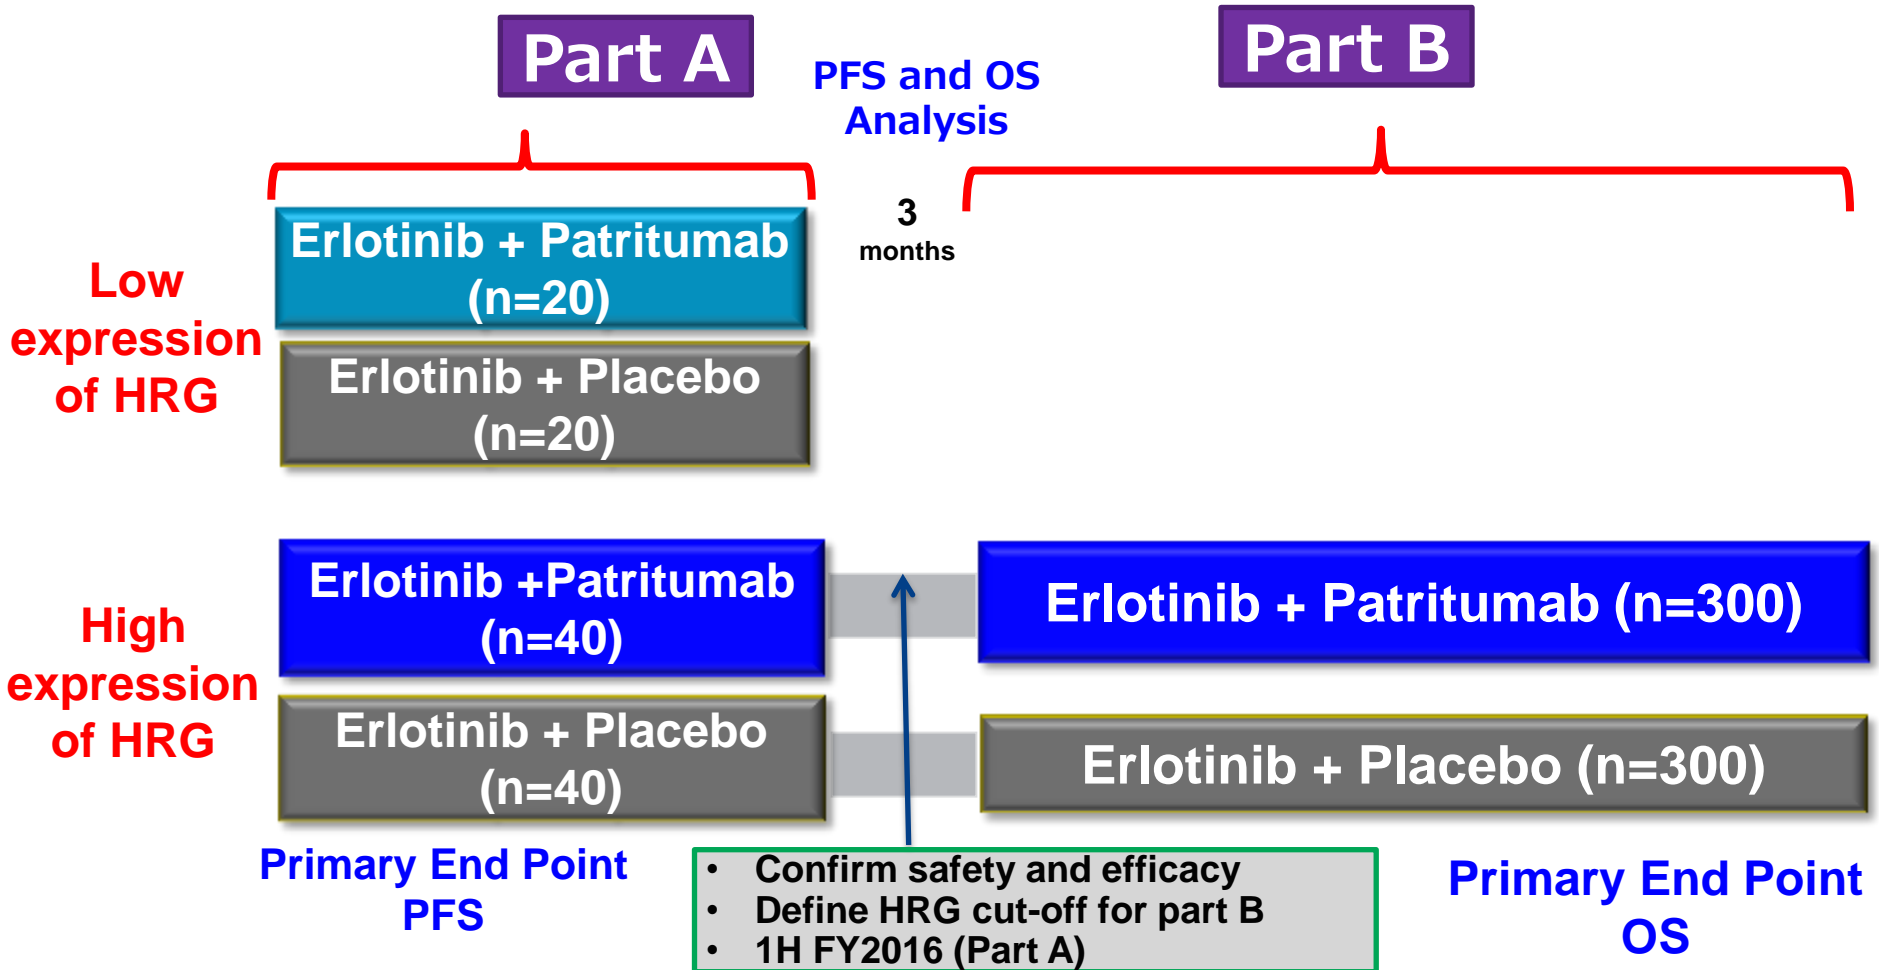 Part A
PFS and OS
Analysis
Part B
3
months
Low
expression
of HRG
Erlotinib + Patritumab
(n=20)
Erlotinib + Placebo
(n=20)
High
expression
of HRG
Erlotinib +Patritumab
(n=40)
Erlotinib + Placebo
(n=40)
Erlotinib + Patritumab (n=300)
Erlotinib + Placebo (n=300)
Primary End Point
PFS
• Confirm safety and efficacy
• Define HRG cut-off for part B
• 1H FY2016 (Part A)
Primary End Point
OS